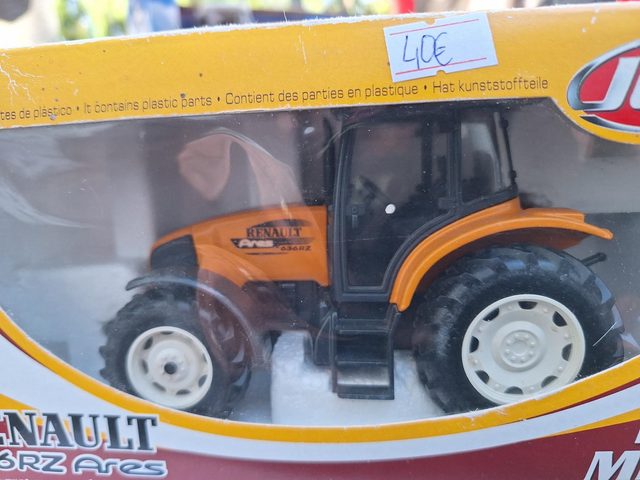 40€
tes de plástico • It contains plastic parts • Contient des parties en plastique • Hat kunststoffteile
RENAULT
Ares
636RZ
ENAULT
6RZ Ares